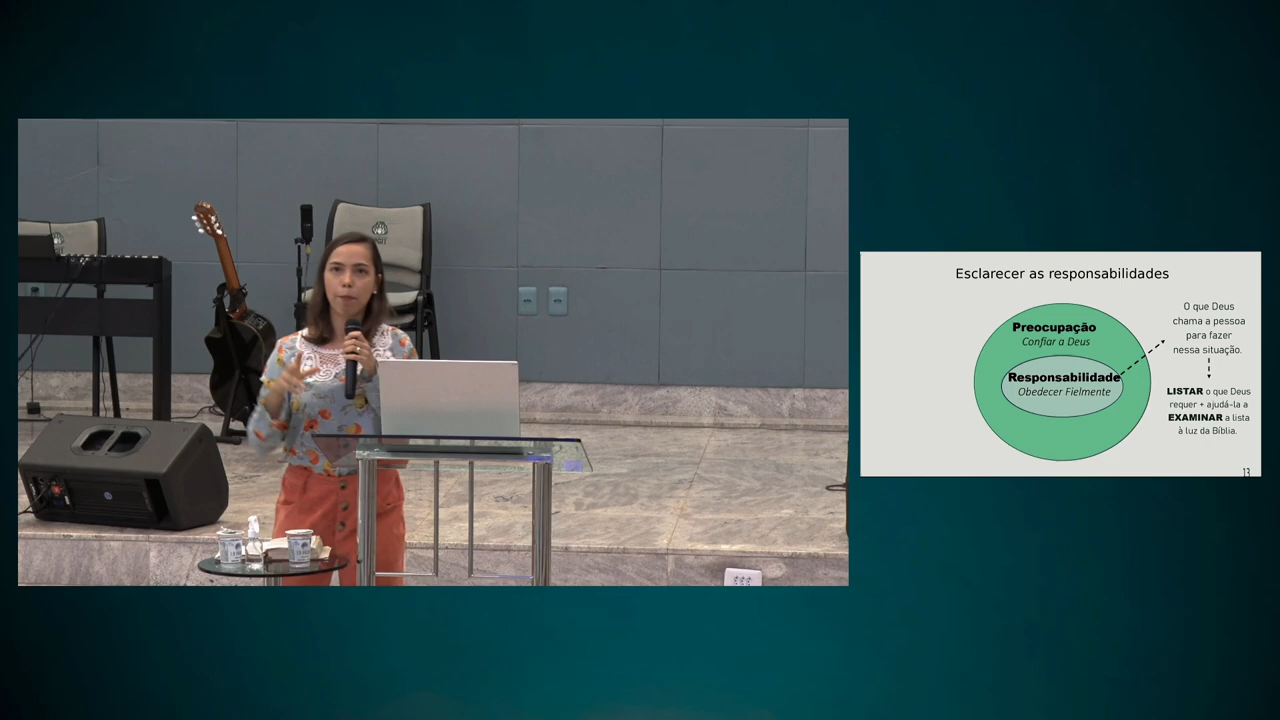 Esclarecer as responsabilidades
Preocupação
Confiar a Deus
Responsabilidade
Obedecer Fielmente
O que Deus
chama a pessoa
para fazer
nessa situação.
LISTAR o que Deus
requer + ajudá-la a
EXAMINAR a lista
à luz da Bíblia.
13